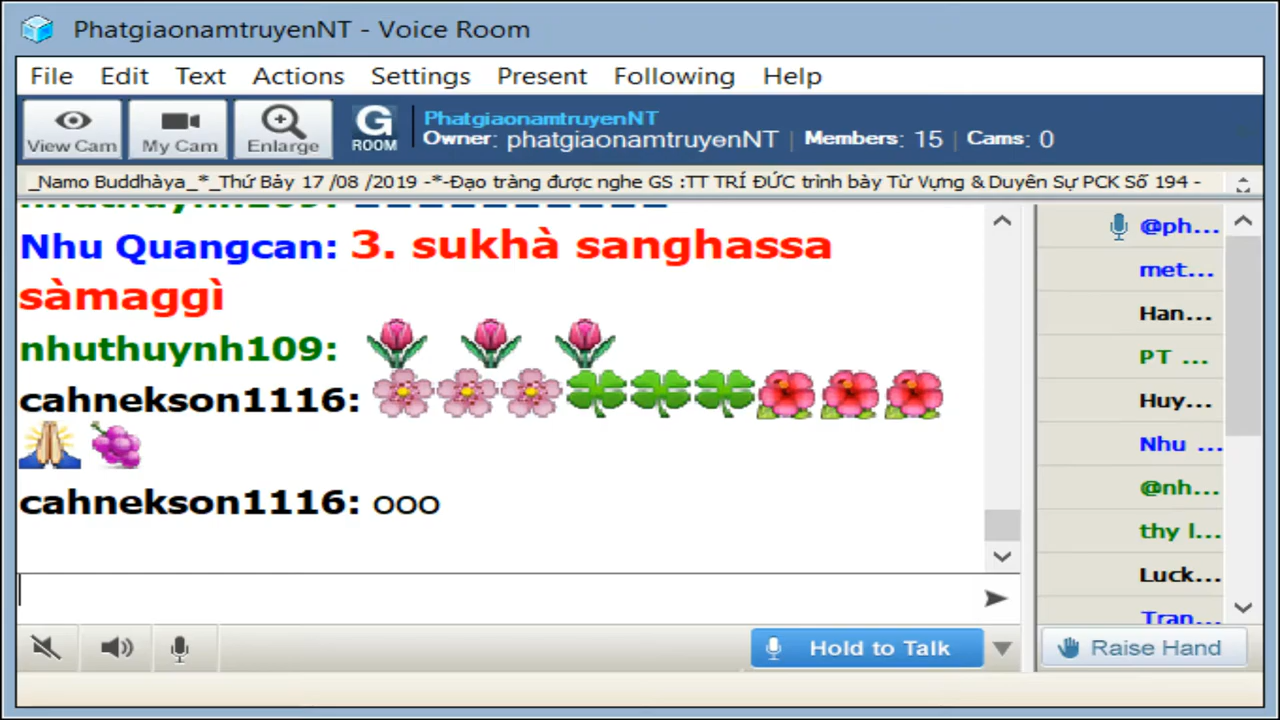 PhatgiaonamtruyenNT - Voice Room
File Edit Text Actions Settings Present Following Help
View Cam My Cam Enlarge G ROOM
PhatgiaonamtruyenNT
Owner: phatgiaonamtruyenNT | Members: 15 | Cams: 0
_Namo Buddhàya_*_Thứ Bảy 17 /08 /2019 -*-Đạo tràng được nghe GS :TT TRÍ ĐỨC trình bày Từ Vựng & Duyên Sự PCK Số 194 -
Nhu Quangcan: 3. sukhà sanghassa
sàmaggì
nhuthuynh109:
cahnekson1116:
cahnekson1116: ooo
@ph...
met...
Han...
PT ...
Huy...
Nhu ...
@nh...
thy l...
Luck...
Tran...
Hold to Talk
Raise Hand